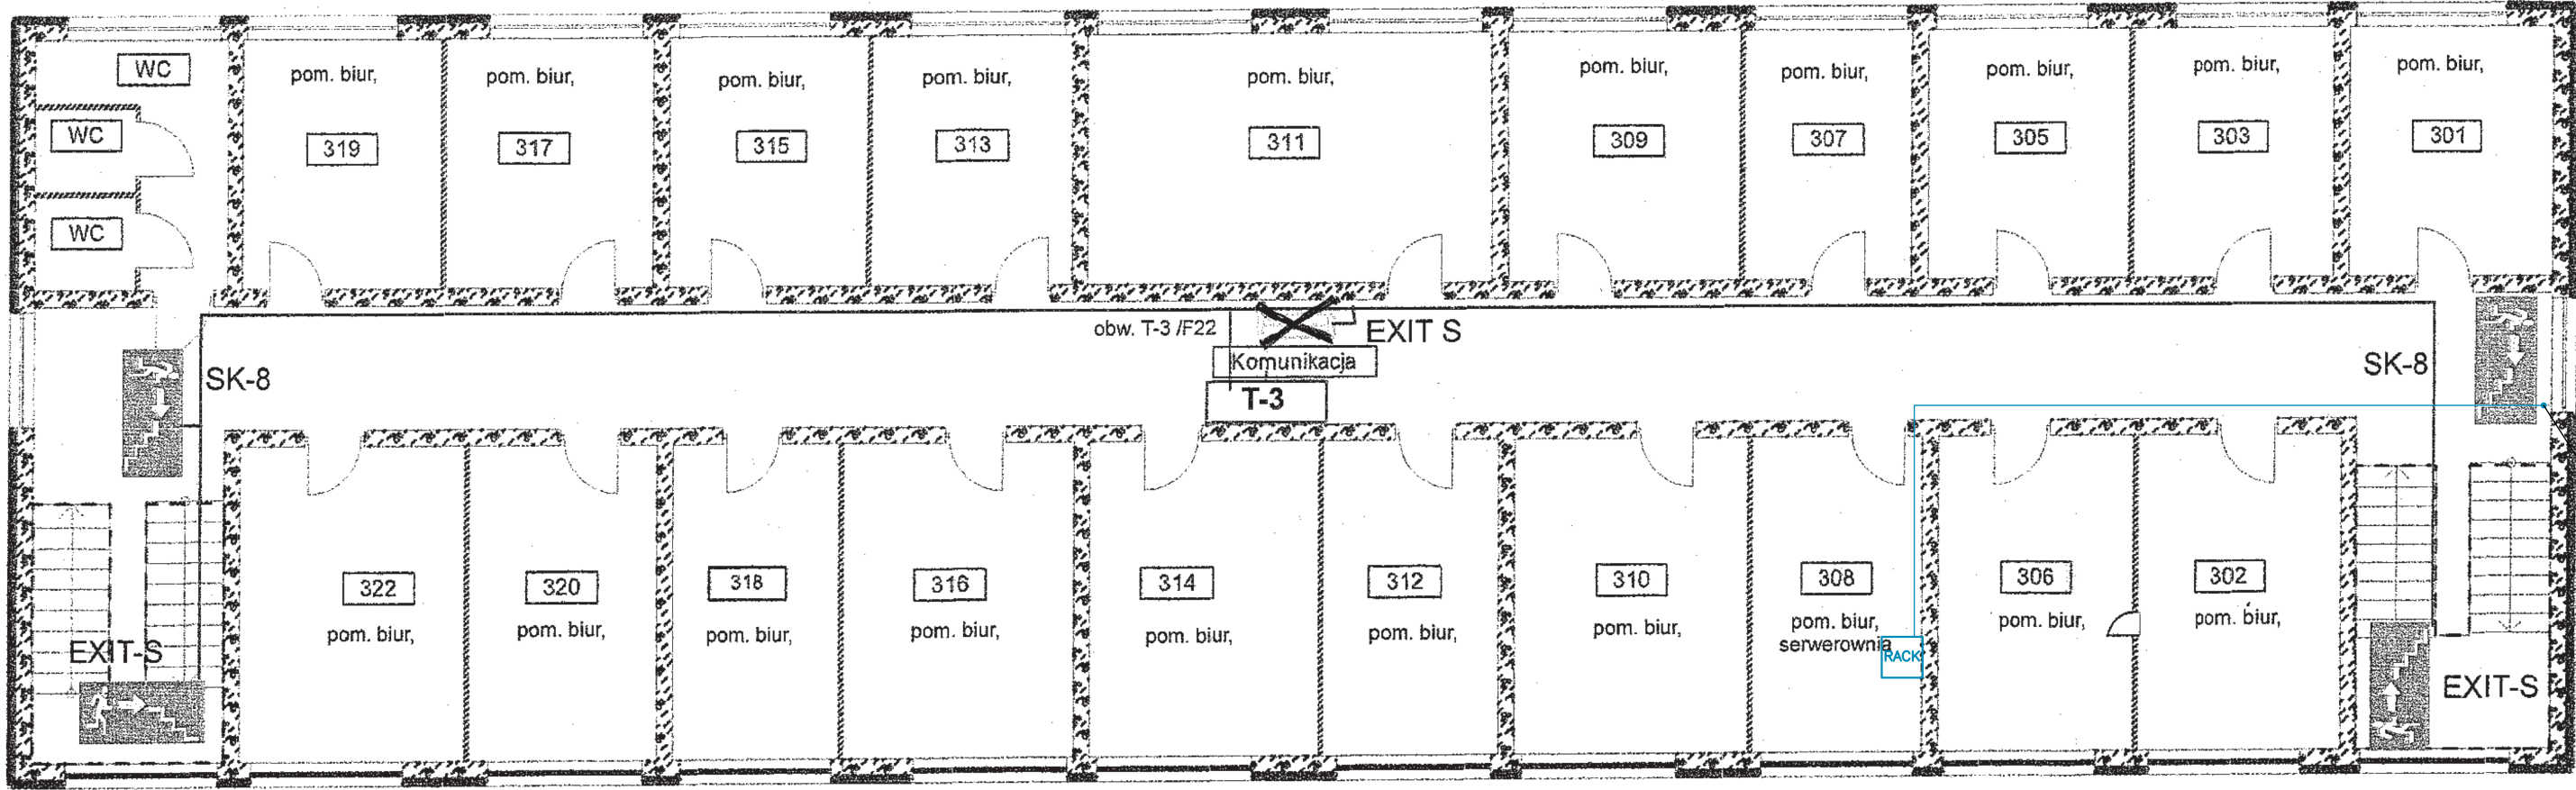 WC
WC
WC
pom. biur,
319
pom. biur,
317
pom. biur,
315
pom. biur,
313
pom. biur,
311
pom. biur,
309
pom. biur,
307
pom. biur,
305
pom. biur,
303
pom. biur,
301
obw. T-3 /F22
EXIT S
Komunikacja
T-3
SK-8
SK-8
322
pom. biur,
320
pom. biur,
318
pom. biur,
316
pom. biur,
314
pom. biur,
312
pom. biur,
310
pom. biur,
308
pom. biur,
serwerownia
RACK
306
pom. biur,
302
pom. biur,
EXIT-S
EXIT-S